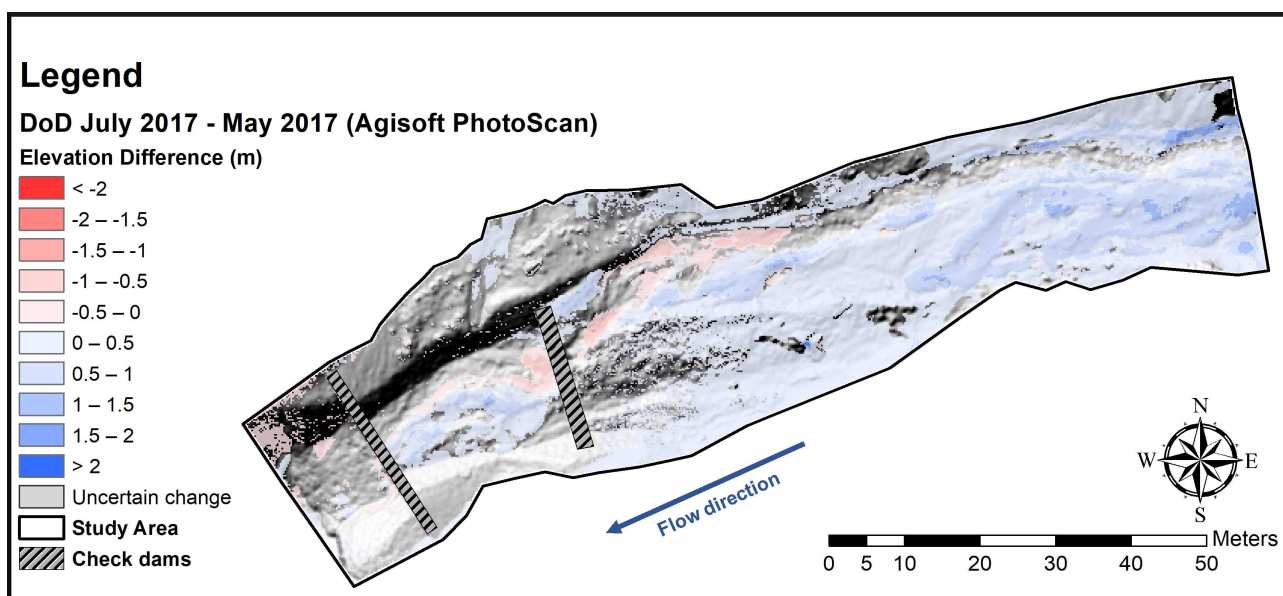 Legend
DoD July 2017 - May 2017 (Agisoft PhotoScan)
Elevation Difference (m)
< -2
-2 – -1.5
-1.5 – -1
-1 – -0.5
-0.5 – 0
0 – 0.5
0.5 – 1
1 – 1.5
1.5 – 2
> 2
Uncertain change
Study Area
Check dams
Flow direction
N
W E
S
Meters
0 5 10 20 30 40 50